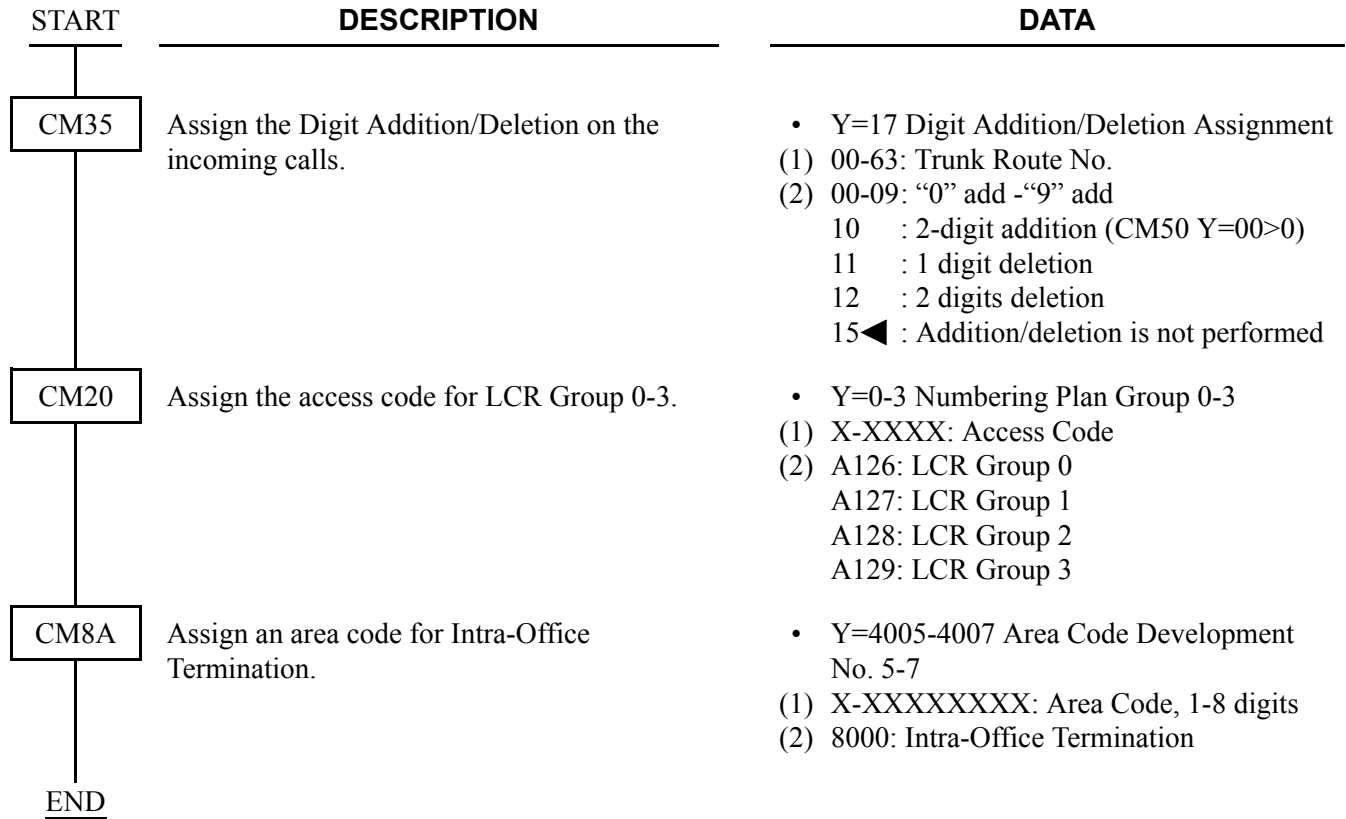 START DESCRIPTION DATA
CM35 Assign the Digit Addition/Deletion on the • Y=17 Digit Addition/Deletion Assignment
incoming calls. (1) 00-63: Trunk Route No.
(2) 00-09: “0” add -“9” add
10 : 2-digit addition (CM50 Y=00>0)
11 : 1 digit deletion
12 : 2 digits deletion
15◀ : Addition/deletion is not performed
CM20 Assign the access code for LCR Group 0-3. • Y=0-3 Numbering Plan Group 0-3
(1) X-XXXX: Access Code
(2) A126: LCR Group 0
A127: LCR Group 1
A128: LCR Group 2
A129: LCR Group 3
CM8A Assign an area code for Intra-Office • Y=4005-4007 Area Code Development
Termination. No. 5-7
(1) X-XXXXXXXX: Area Code, 1-8 digits
(2) 8000: Intra-Office Termination
END